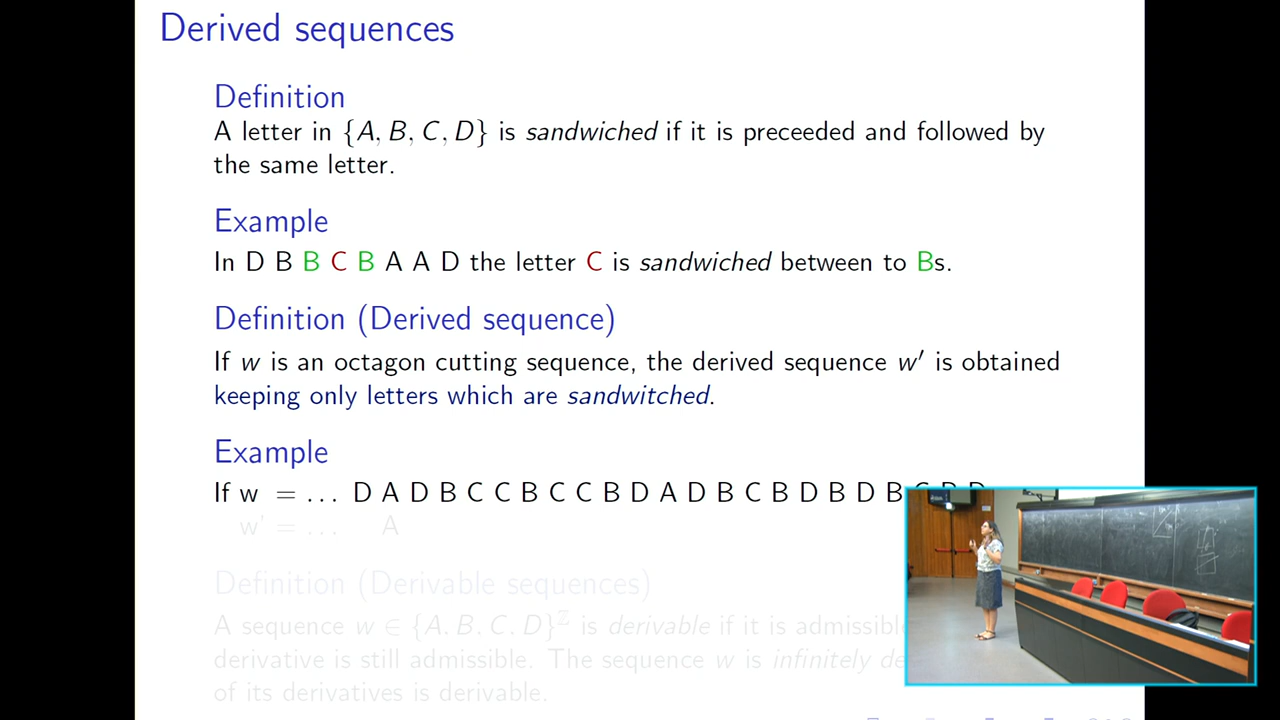 Derived sequences
Definition
A letter in {A, B, C, D} is sandwiched if it is preceeded and followed by
the same letter.
Example
In D B B C B A A D the letter C is sandwiched between to Bs.
Definition (Derived sequence)
If w is an octagon cutting sequence, the derived sequence w′ is obtained
keeping only letters which are sandwitched.
Example
If w = ... D A D B C C B C C B D A D B C B D B D B
w' = ... A
Definition (Derivable sequences)
A sequence w ∈ {A, B, C, D}^ℤ is derivable if it is
derivative is still admissible. The sequence w is infinitely
of its derivatives is derivable.